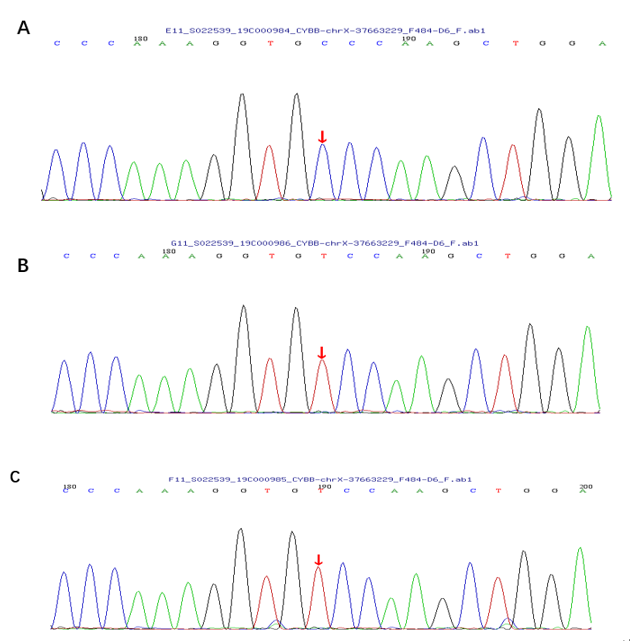 A
E11_S022539_19C000984_CYBB-chrX-37663229_F484-D6_F.ab1
180 190
C C C A A A G G T G C C C A A G C T G G A
B
G11_S022539_19C000986_CYBB-chrX-37663229_F484-D6_F.ab1
180 190
C C C A A A G G T G T C C A A G C T G G A
C
F11_S022539_19C000985_CYBB-chrX-37663229_F484-D6_F.ab1
180 190 200
C C C A A A G G T G T C C A A G C T G G A